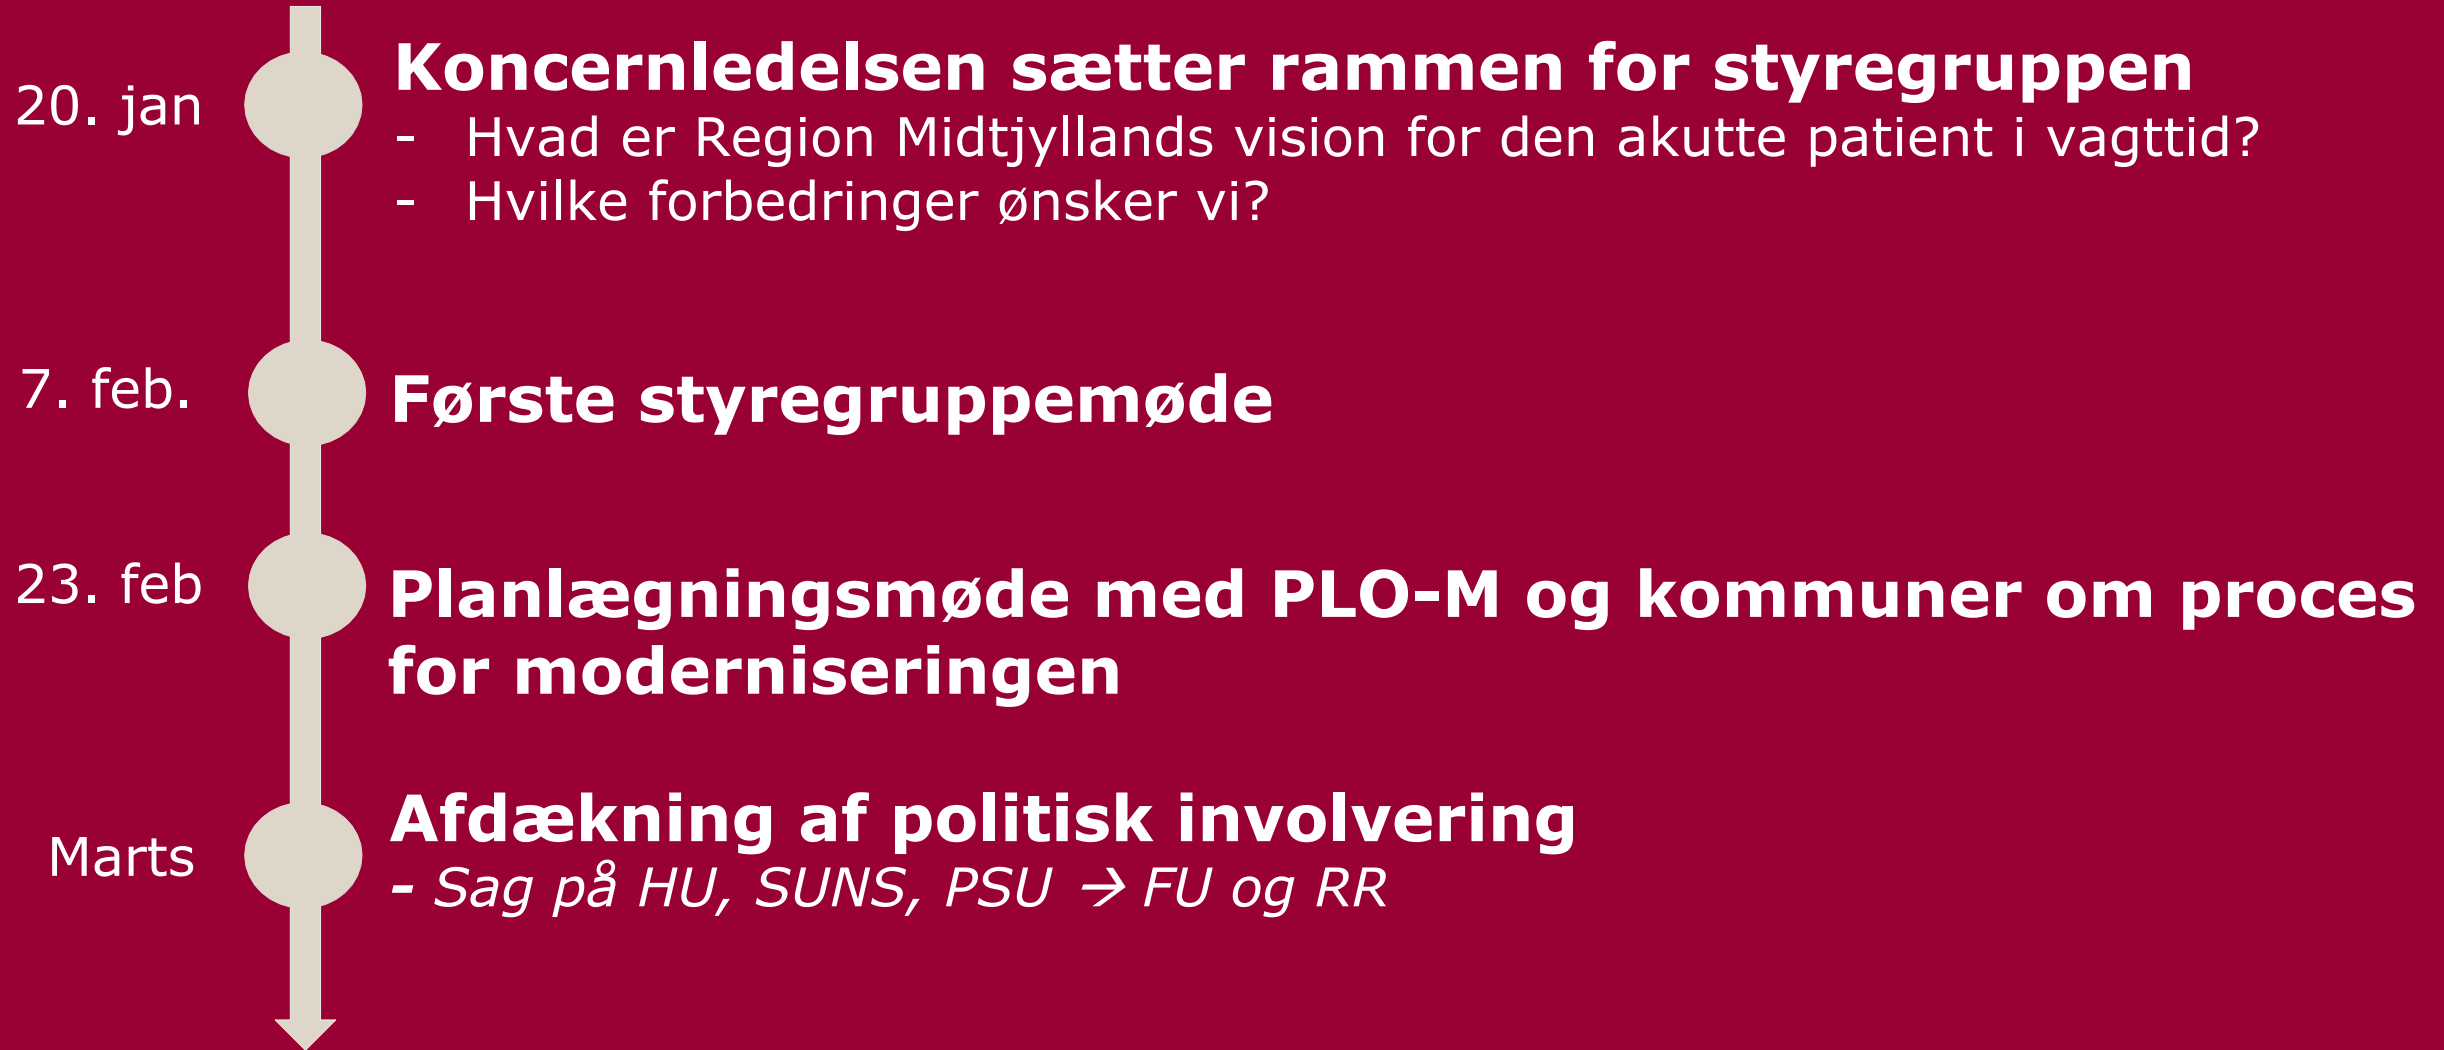 20. jan
Koncernledelsen sætter rammen for styregruppen
- Hvad er Region Midtjyllands vision for den akutte patient i vagttid?
- Hvilke forbedringer ønsker vi?
7. feb.
Første styregruppemøde
23. feb
Planlægningsmøde med PLO-M og kommuner om proces
for moderniseringen
Marts
Afdækning af politisk involvering
- Sag på HU, SUNS, PSU → FU og RR